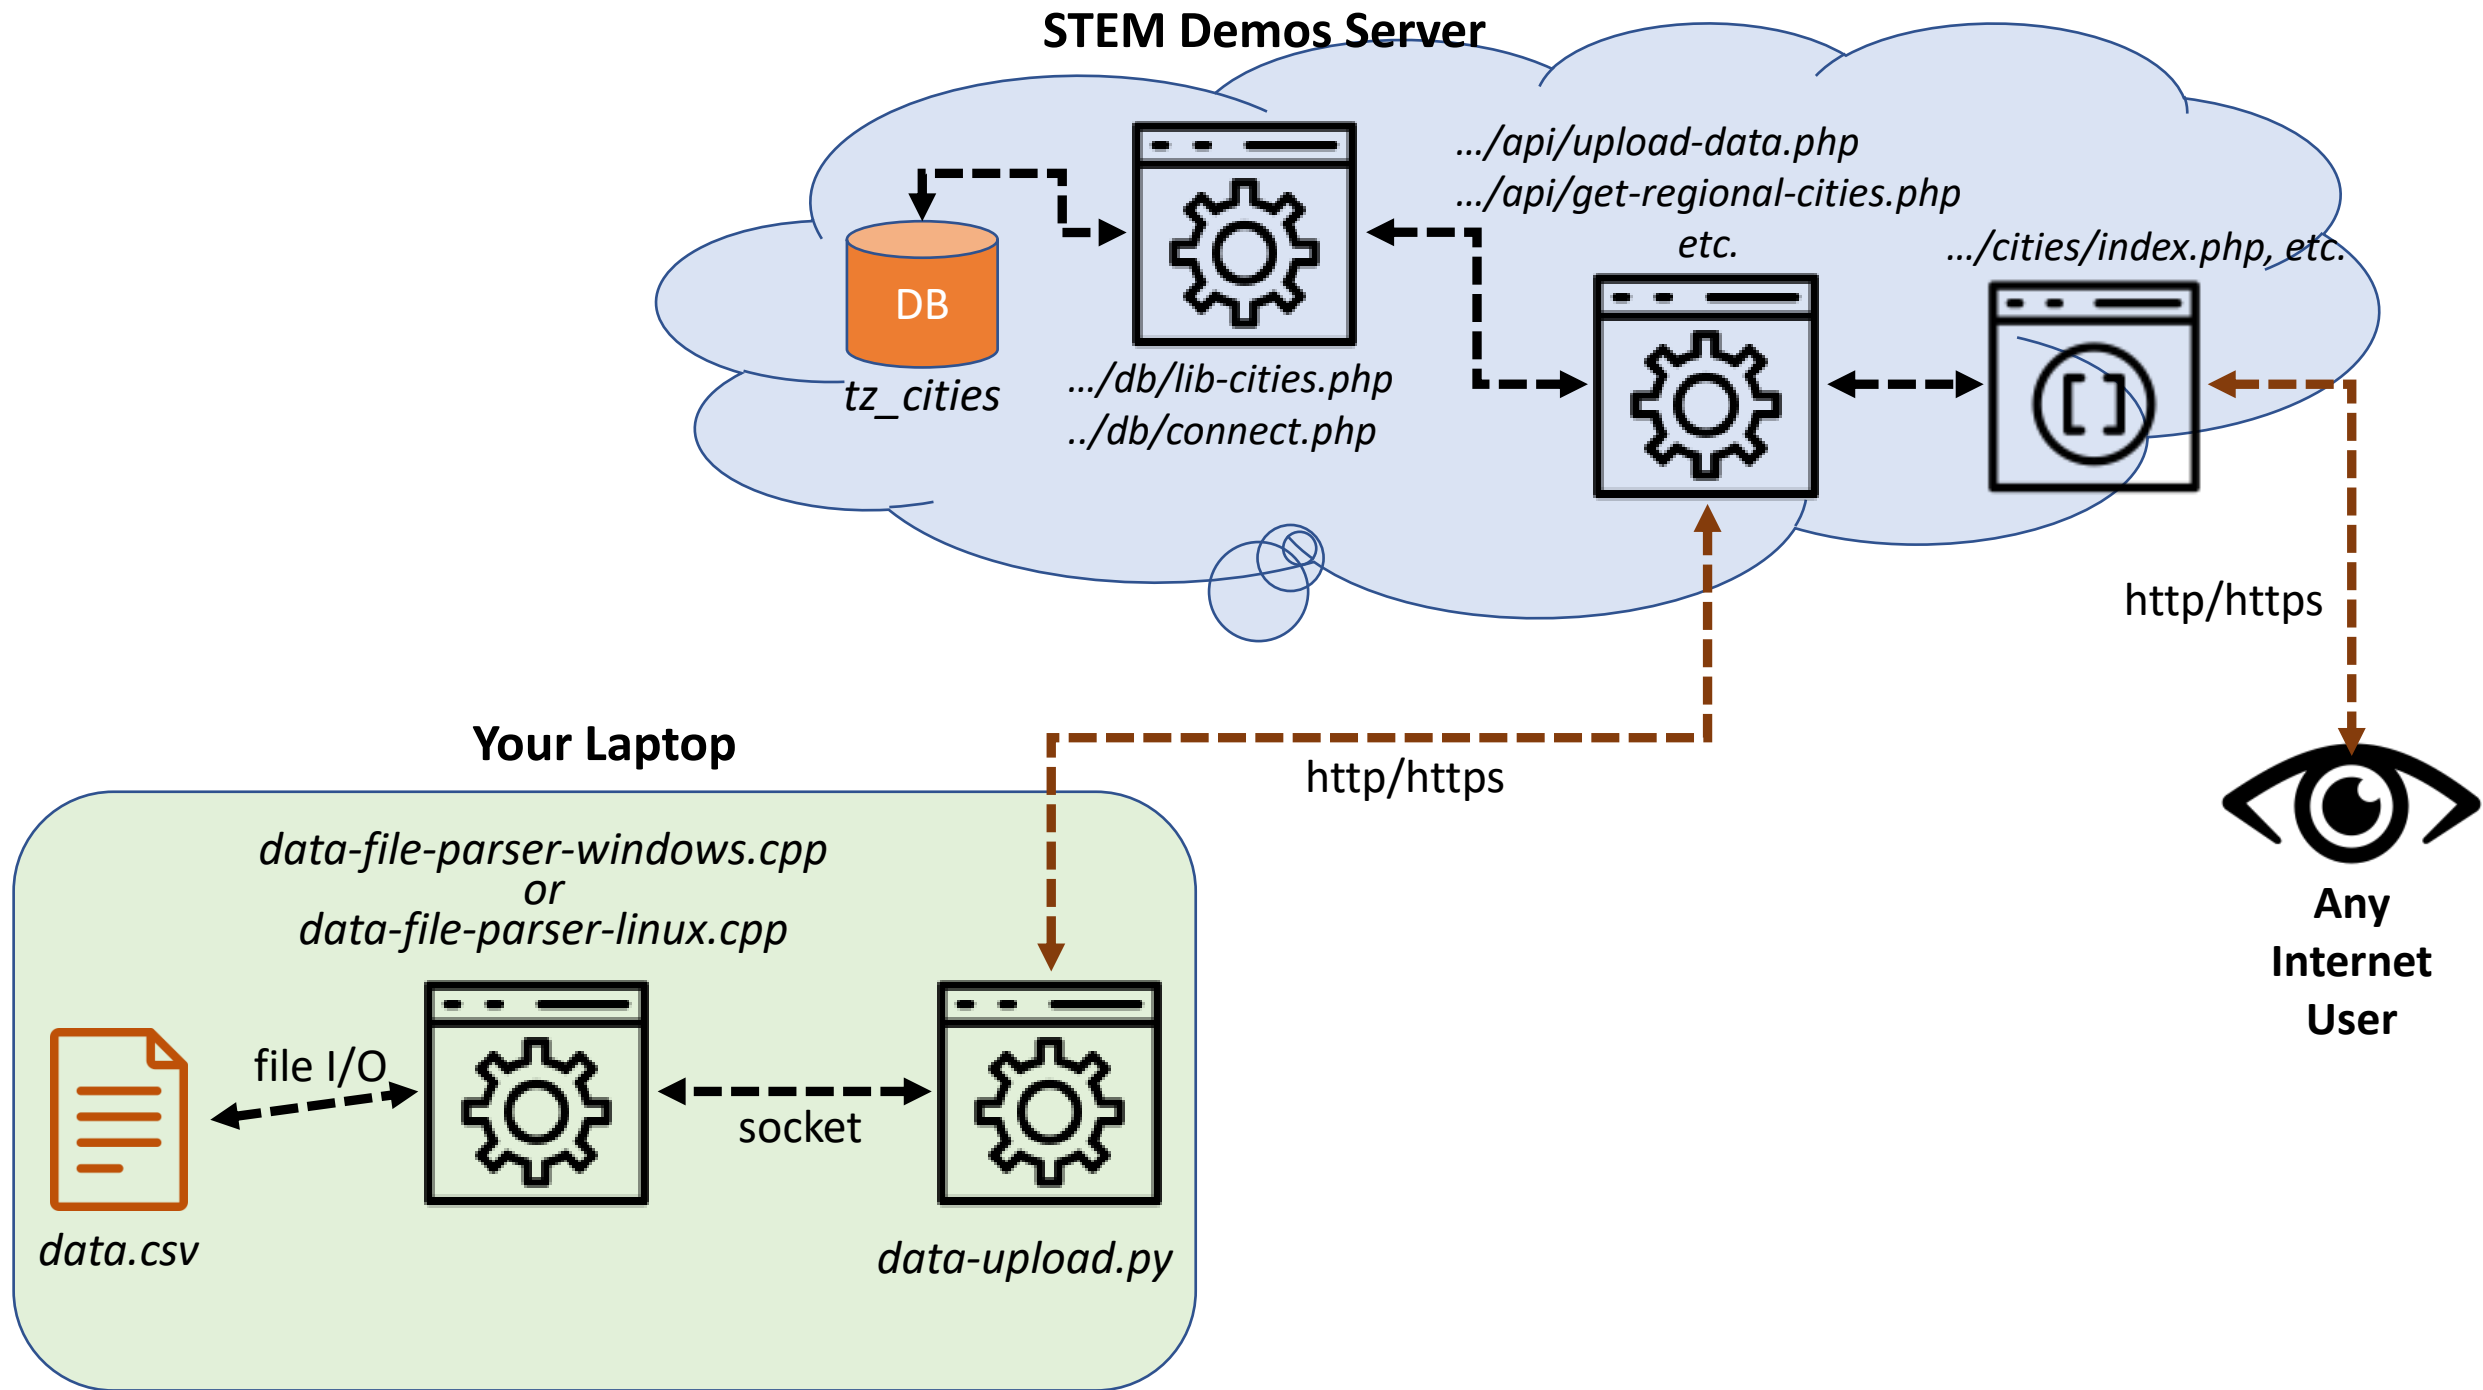 STEM Demos Server
…/api/upload-data.php
…/api/get-regional-cities.php
etc.
…/cities/index.php, etc.
DB
tz_cities
…/db/lib-cities.php
../db/connect.php
http/https
Your Laptop
http/https
data-file-parser-windows.cpp
or
data-file-parser-linux.cpp
Any
Internet
User
file I/O
socket
data.csv
data-upload.py